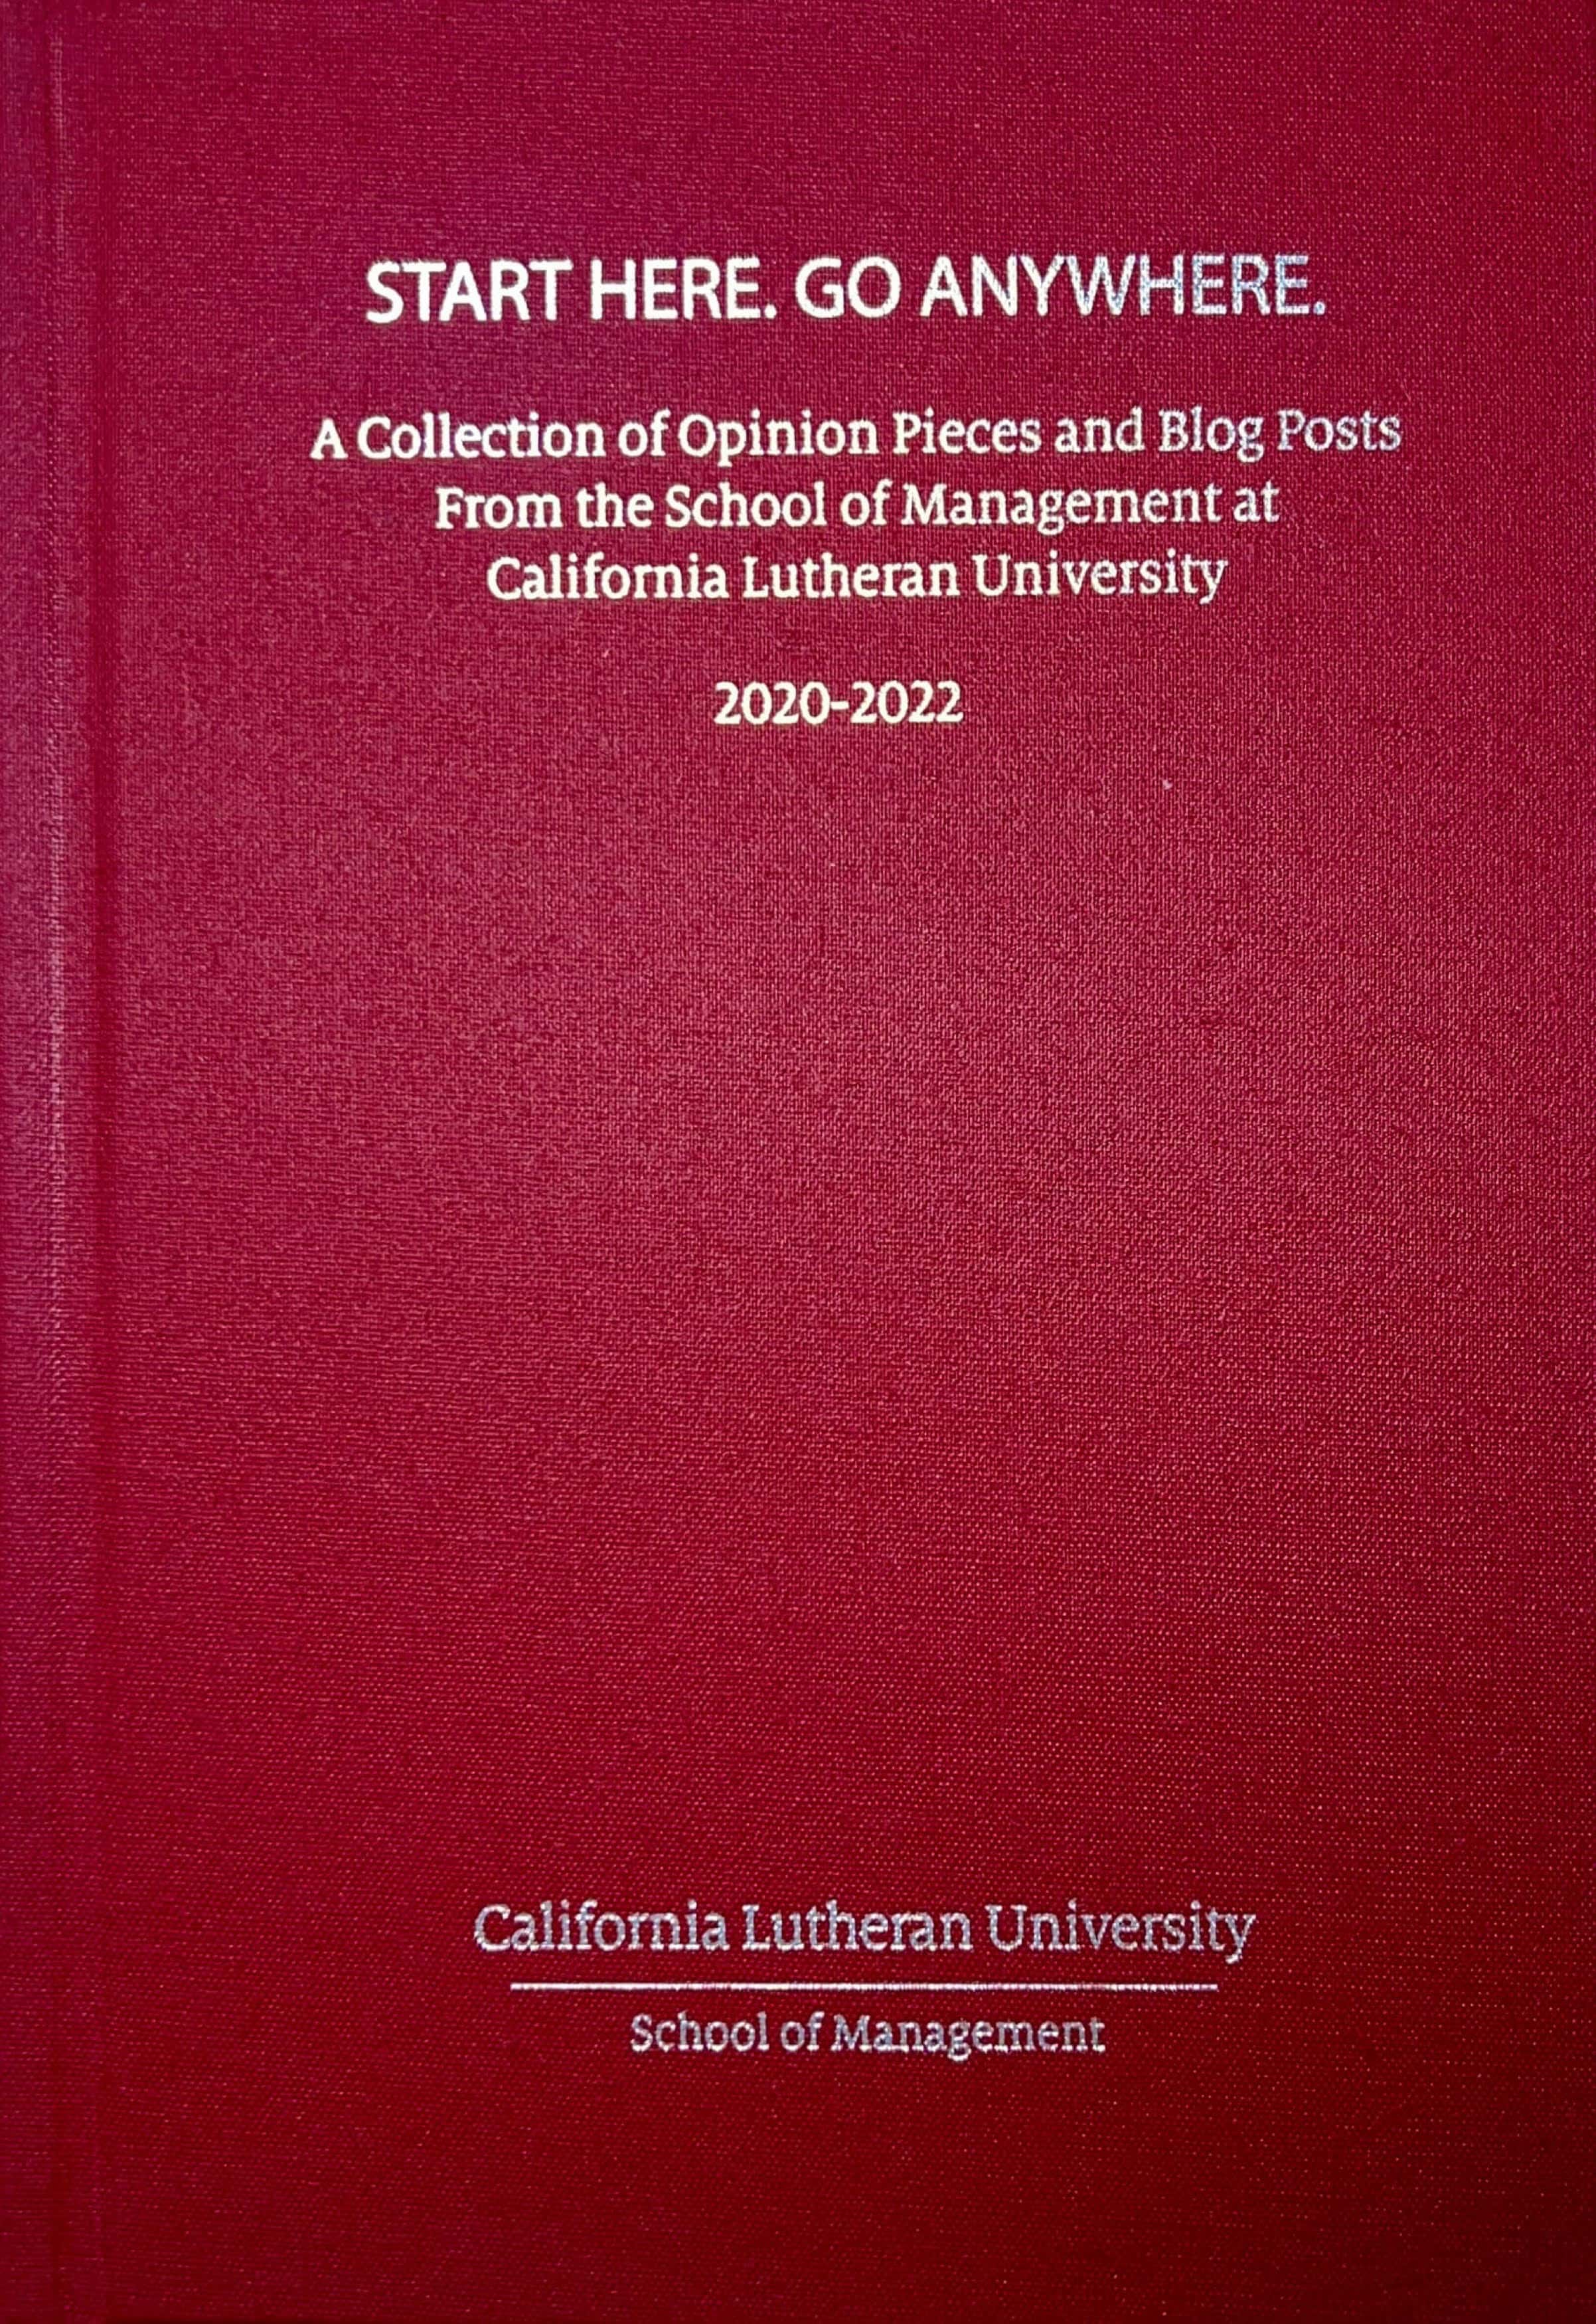 START HERE. GO ANYWHERE.
A Collection of Opinion Pieces and Blog Posts
From the School of Management at
California Lutheran University
2020-2022
California Lutheran University
School of Management